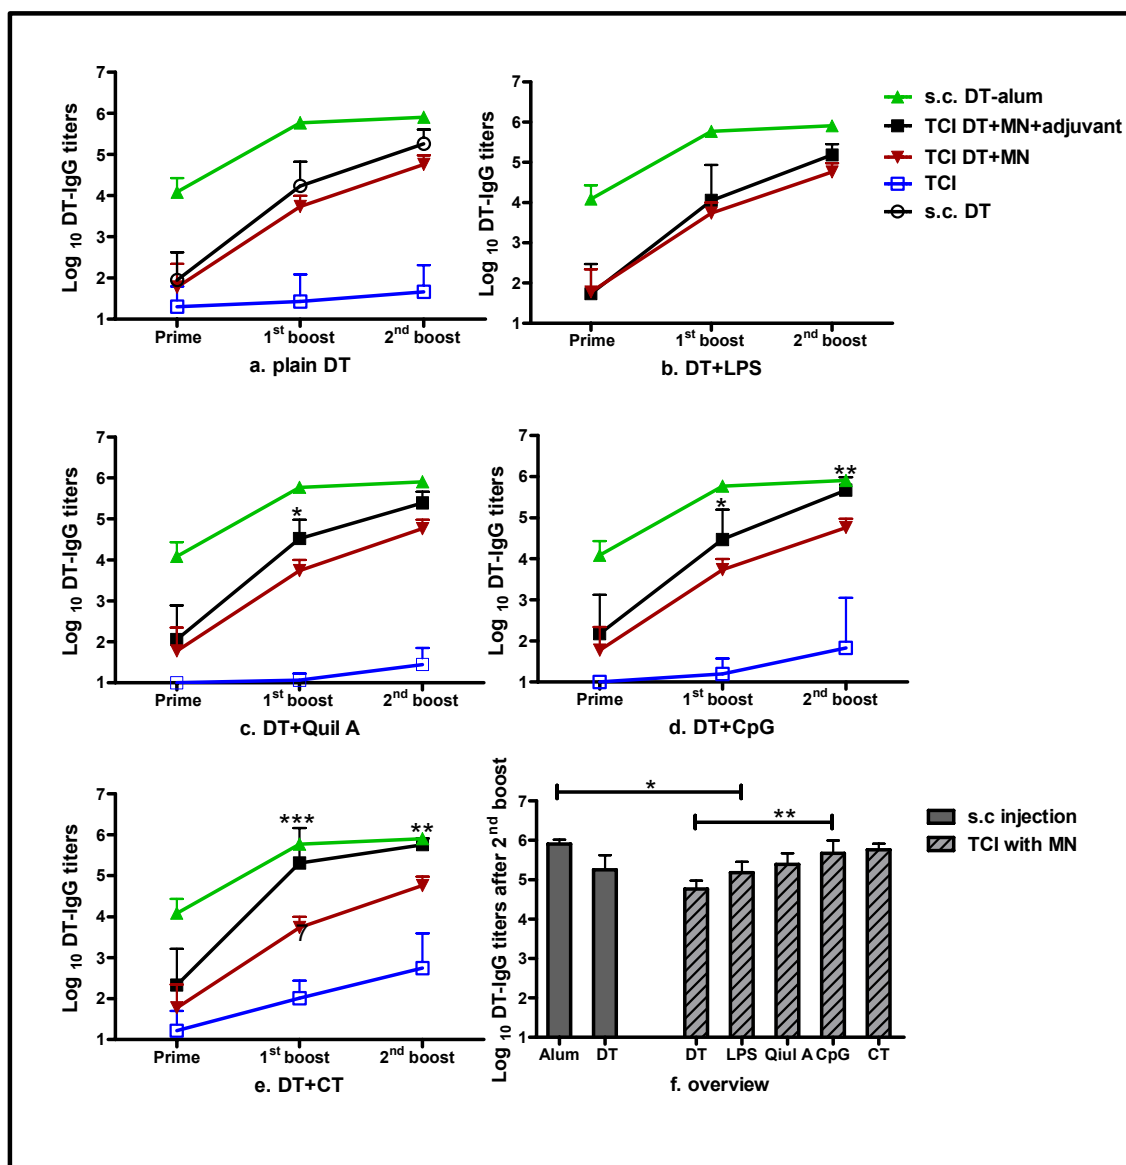 7
6
5
4
3
2
1
Log 10 DT-IgG titers
Prime
1st boost
2nd boost
a. plain DT
7
6
5
4
3
2
1
Log 10 DT-IgG titers
Prime
1st boost
2nd boost
b. DT+LPS
s.c. DT-alum
TCI DT+MN+adjuvant
TCI DT+MN
TCI
s.c. DT
7
6
5
4
3
2
1
Log 10 DT-IgG titers
*
Prime
1st boost
2nd boost
c. DT+Quil A
7
6
5
4
3
2
1
Log 10 DT-IgG titers
*
**
Prime
1st boost
2nd boost
d. DT+CpG
7
6
5
4
3
2
1
Log 10 DT-IgG titers
***
**
7
Prime
1st boost
2nd boost
e. DT+CT
7
6
5
4
3
2
1
Log 10 DT-IgG titers after 2nd boost
*
**
Alum
DT
DT
LPS
Qiul A
CpG
CT
f. overview
s.c injection
TCI with MN